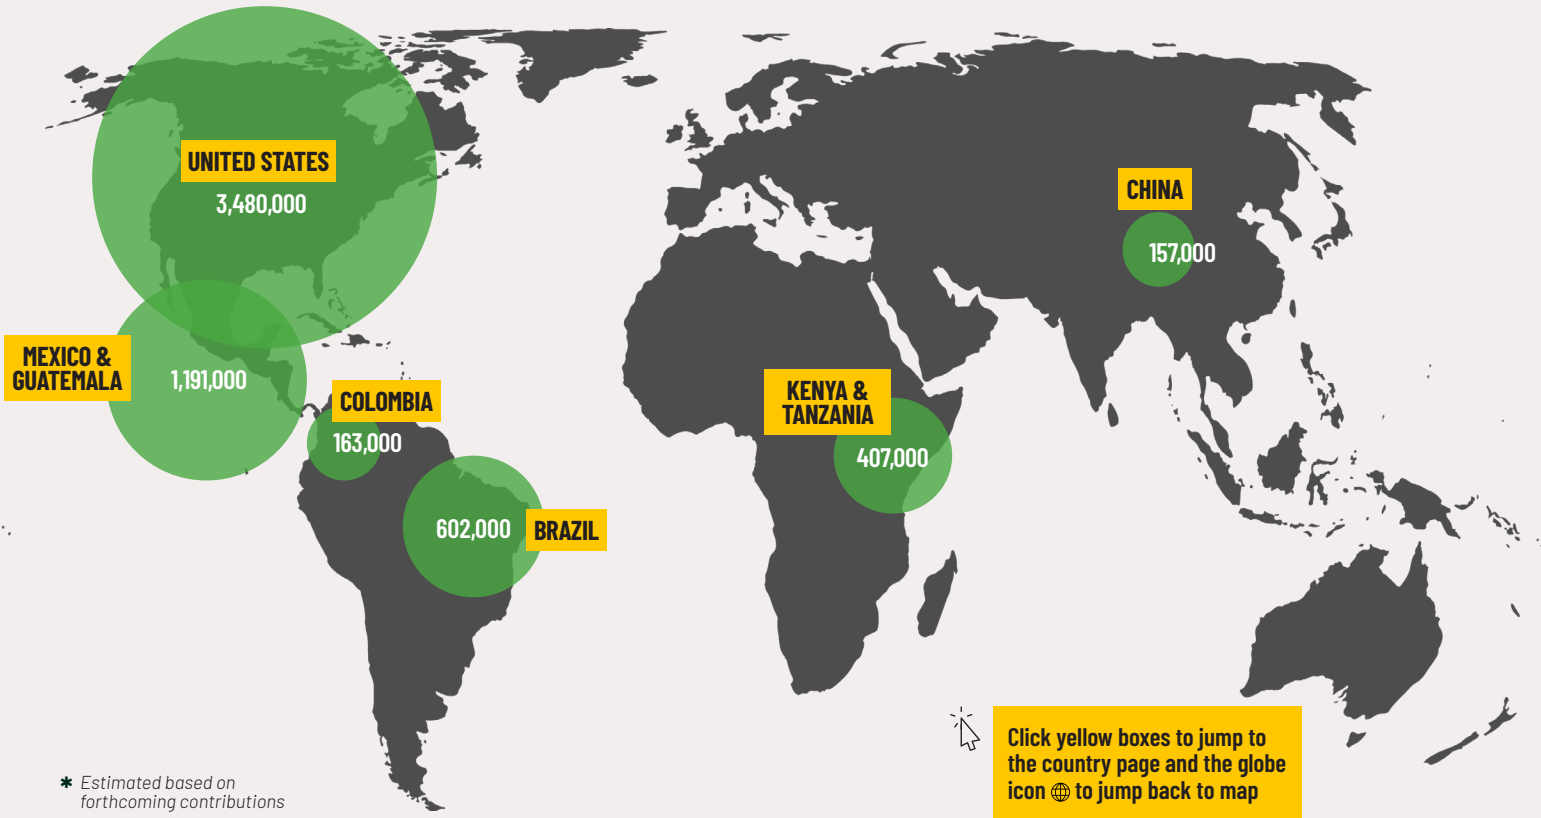 UNITED STATES
3,480,000
CHINA
157,000
MEXICO &
GUATEMALA
1,191,000
COLOMBIA
163,000
KENYA &
TANZANIA
407,000
602,000
BRAZIL
Click yellow boxes to jump to
the country page and the globe
icon to jump back to map
✱ Estimated based on
forthcoming contributions